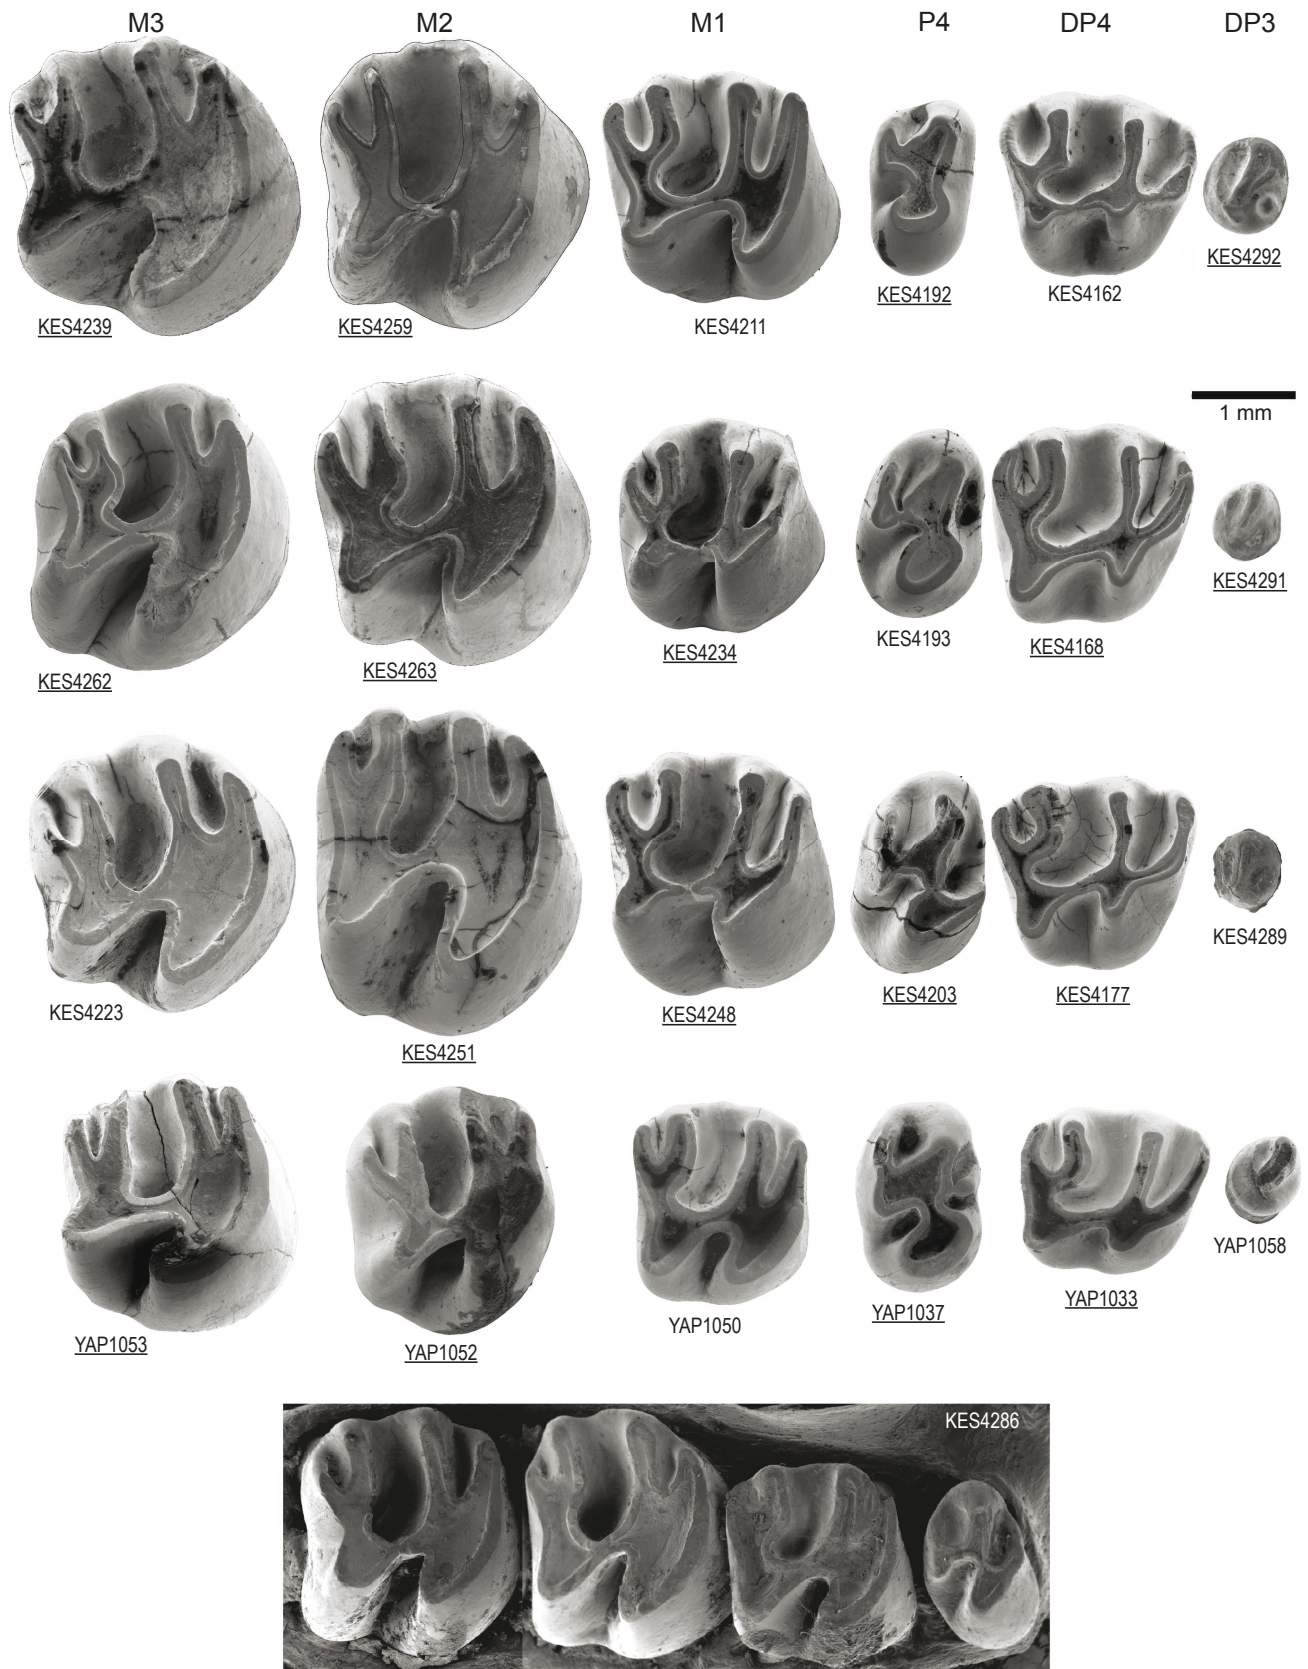 M3 M2 M1 P4 DP4 DP3
KES4239 KES4259 KES4211 KES4192 KES4162 KES4292
1 mm
KES4262 KES4263 KES4234 KES4193 KES4168 KES4291
KES4223 KES4251 KES4248 KES4203 KES4177 KES4289
YAP1053 YAP1052 YAP1050 YAP1037 YAP1033 YAP1058
KES4286